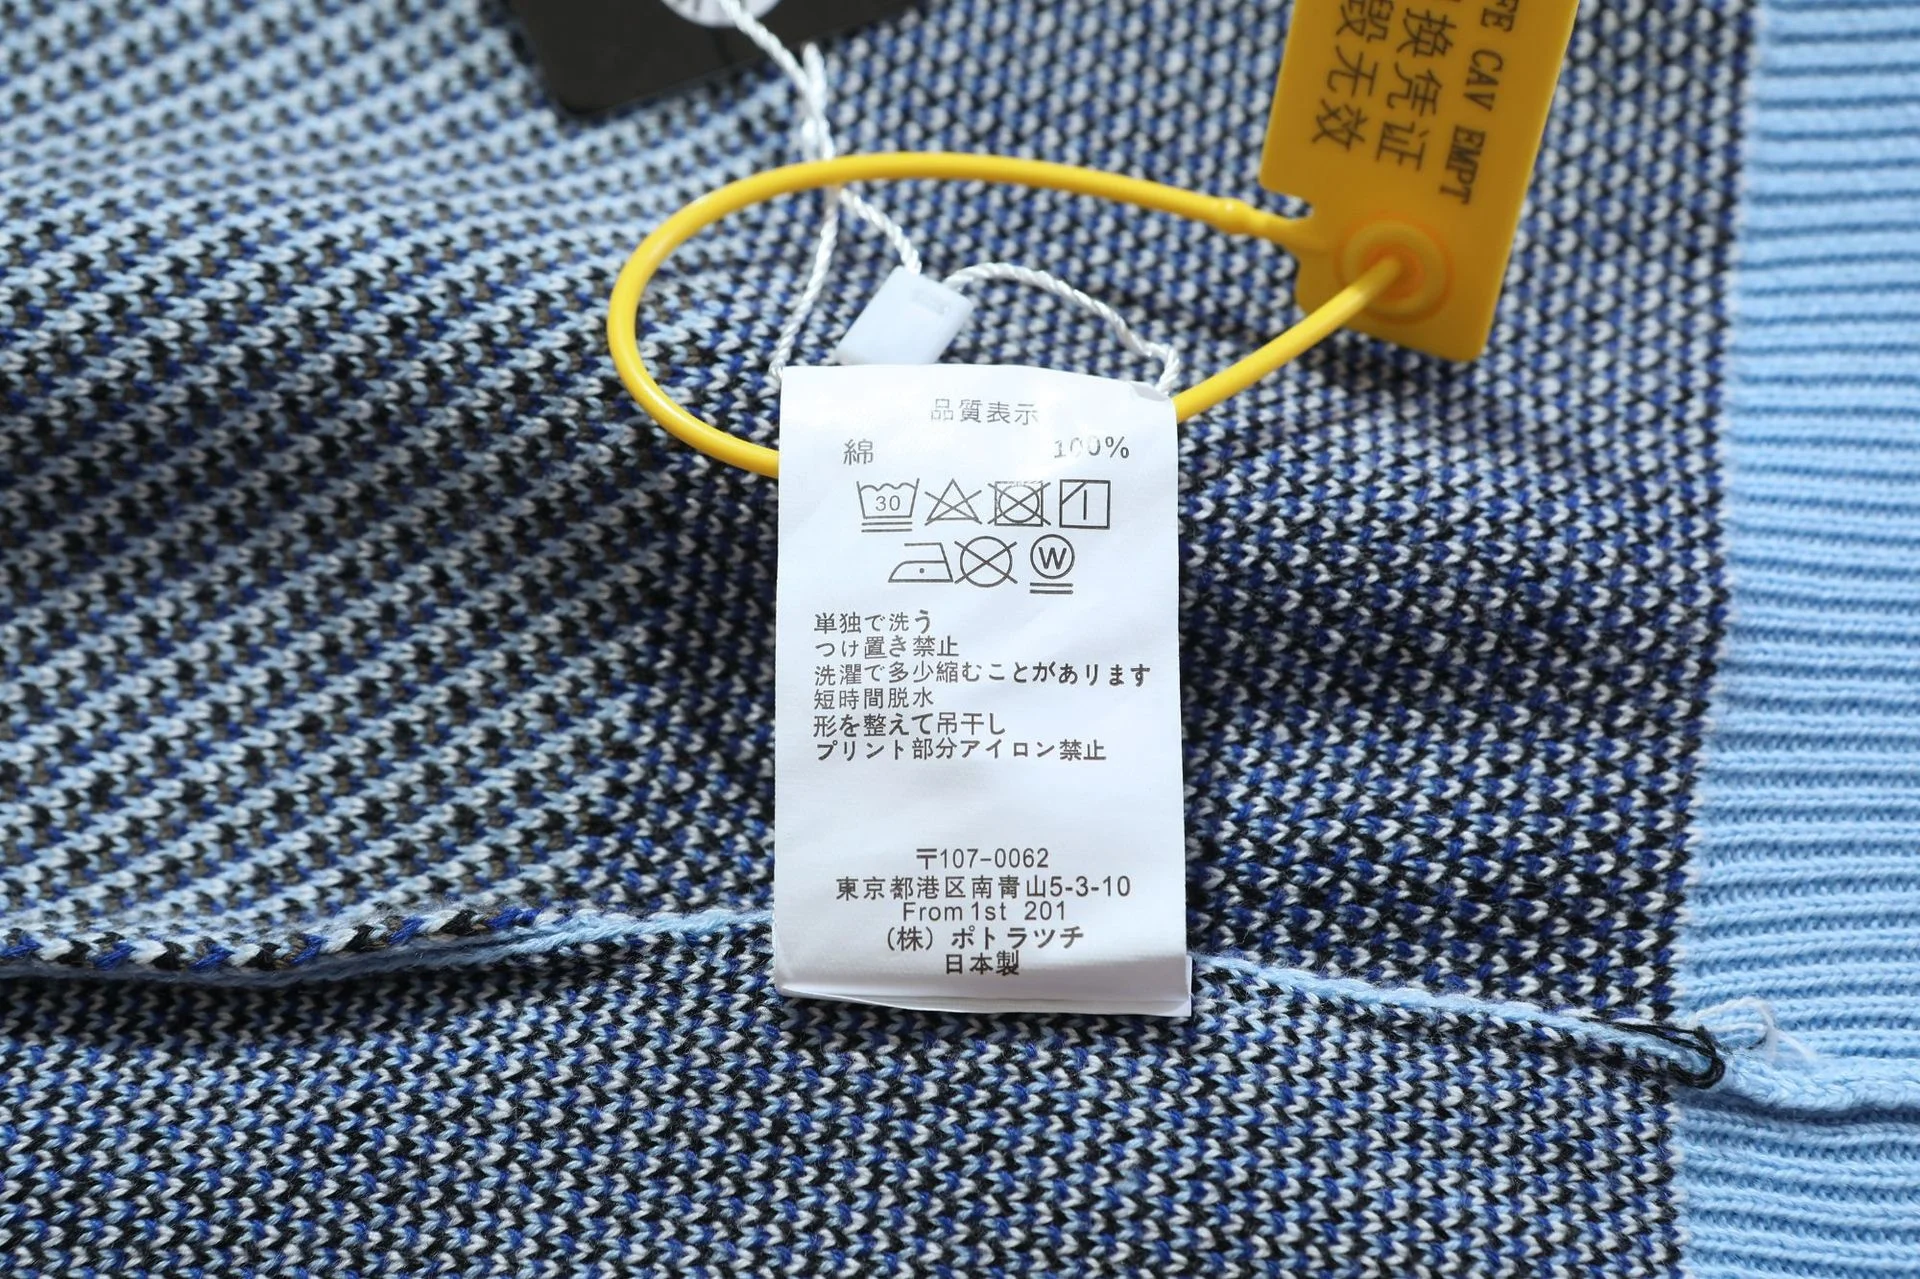 FE CAV EMPT
换凭证
毁无效
品質表示
綿 100%
30
W
単独で洗う
つけ置き禁止
洗濯で多少縮むことがあります
短時間脱水
形を整えて吊干し
プリント部分アイロン禁止
〒107-0062
東京都港区南青山5-3-10
From 1st 201
（株）ポトラツチ
日本製